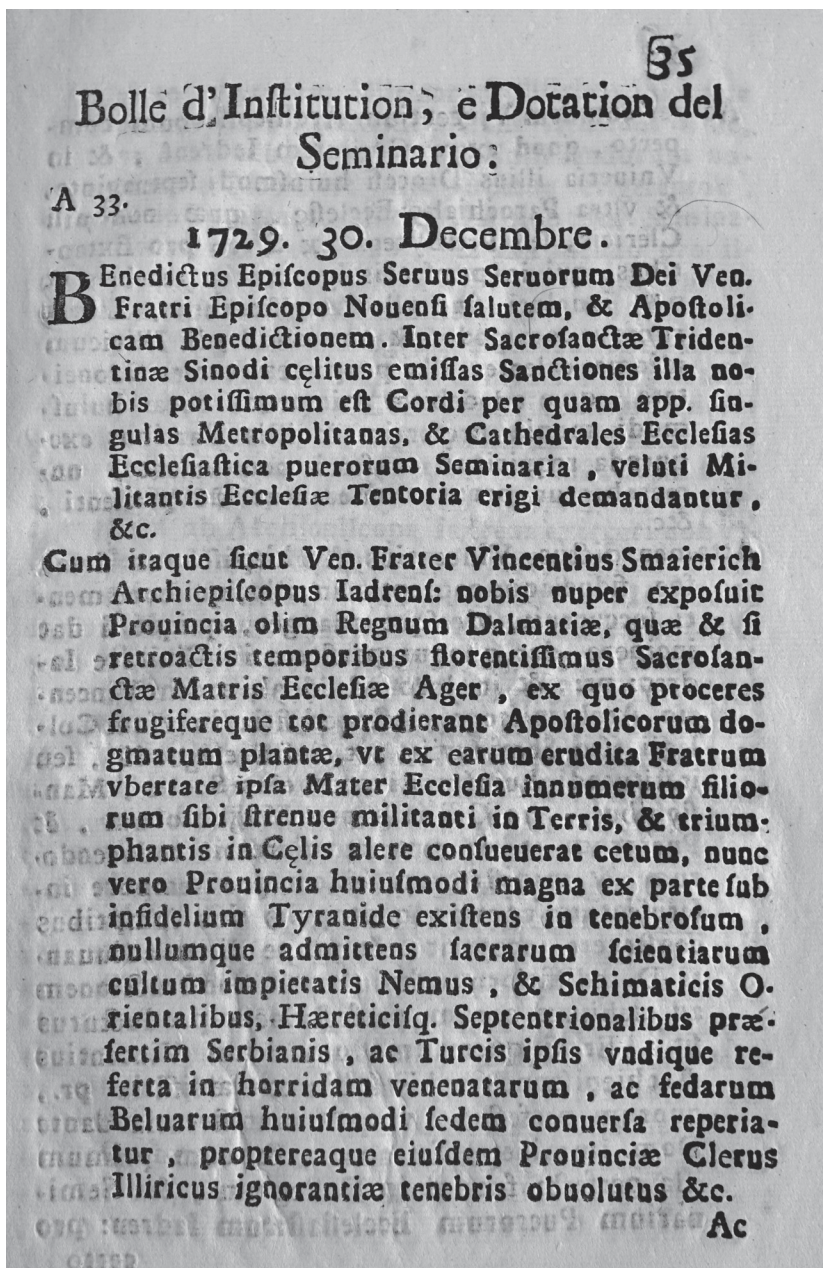 35
Bolle d'Inſtitution, e Dotation del
Seminario:
A 33.
1729. 30. Decembre.
BEnedictus Epiſcopus Seruus Seruorum Dei Ven.
Fratri Epiſcopo Nouenſi ſalutem, & Apoſtoli-
cam Benedictionem. Inter Sacroſanctæ Triden-
tinæ Sinodi cęlitus emiſſas Sanctiones illa no-
bis potiſſimum eſt Cordi per quam app. ſin-
gulas Metropolitanas, & Cathedrales Eccleſias
Eccleſiaſtica puerorum Seminaria, veluti Mi-
litantis Eccleſiæ Tentoria erigi demandantur,
&c.
Cum itaque ſicut Ven. Frater Vincentius Smaierich
Archiepiſcopus Iadrenſ: nobis nuper expoſuit
Prouincia olim Regnum Dalmatiæ, quæ & ſi
retroactis temporibus florentiſſimus Sacroſan-
ctæ Matris Eccleſiæ Ager, ex quo proceres
frugifereque tot prodierant Apoſtolicorum do-
gmatum plantæ, vt ex earum erudita Fratrum
vbertate ipſa Mater Eccleſia innumerum filio-
rum ſibi ſtrenue militanti in Terris, & trium-
phantis in Cęlis alere conſueuerat cetum, nunc
vero Prouincia huiuſmodi magna ex parte ſub
infidelium Tyranide exiſtens in tenebroſum,
nullumque admittens ſacrarum ſcientiarum
cultum impietatis Nemus, & Schimaticis O-
rientalibus, Hæreticiſq. Septentrionalibus præ-
ſertim Serbianis, ac Turcis ipſis vndique re-
ferta in horridam venenatarum, ac fedarum
Beluarum huiuſmodi ſedem conuerſa reperia-
tur, proptereaque eiuſdem Prouinciæ Clerus
Illiricus ignorantiæ tenebris obuolutus &c.
Ac